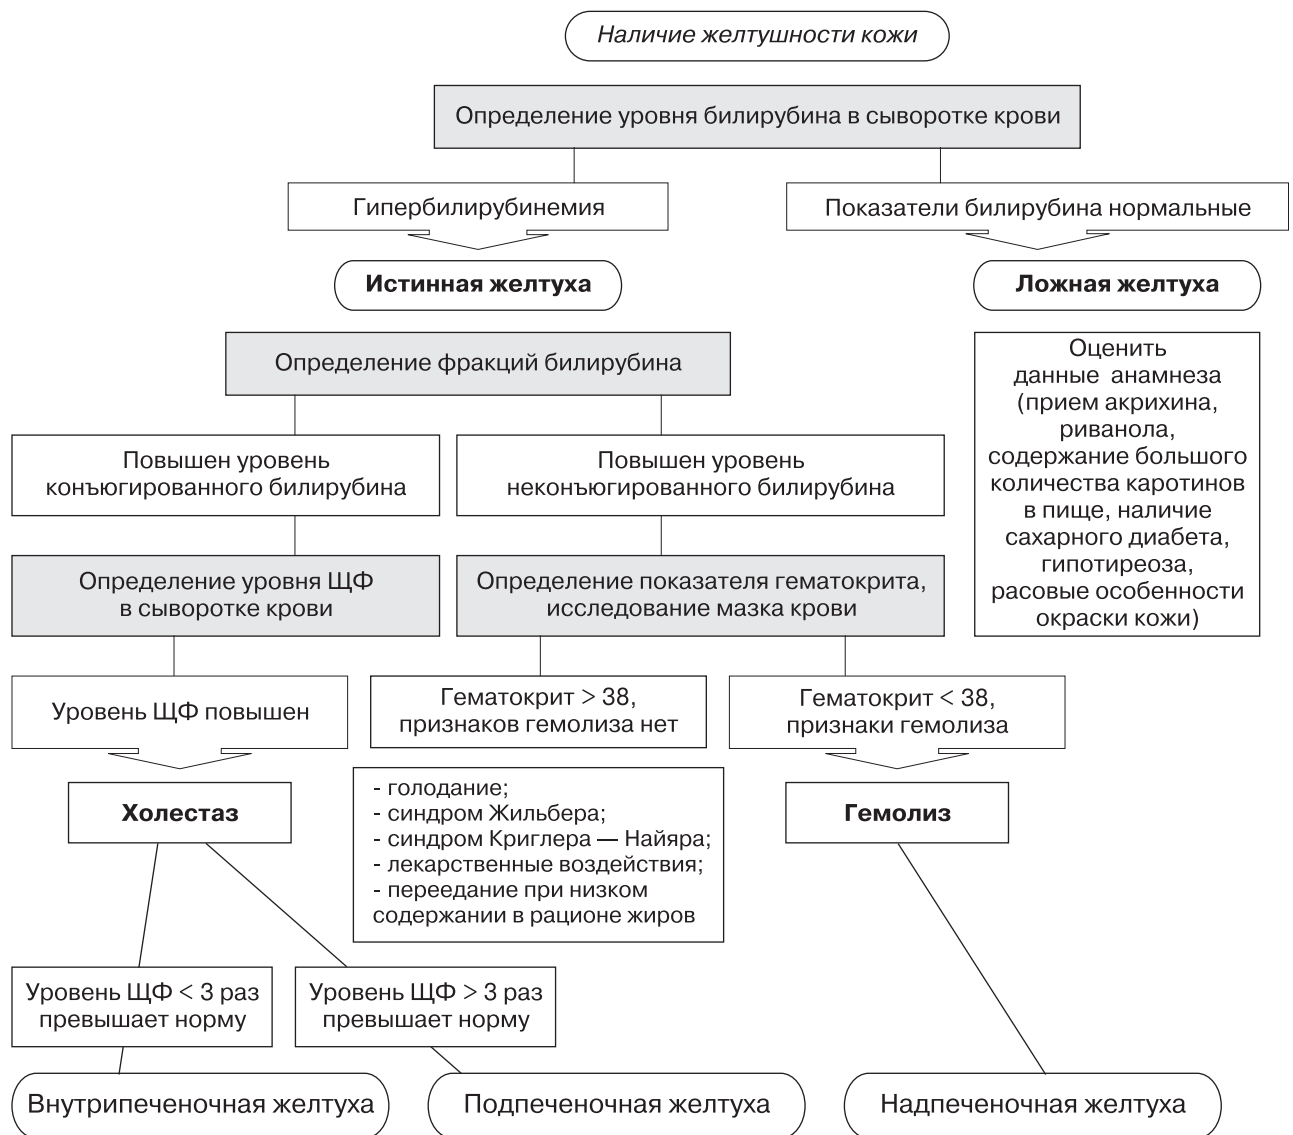 Наличие желтушности кожи
Определение уровня билирубина в сыворотке крови
Гипербилирубинемия
Показатели билирубина нормальные
Истинная желтуха
Ложная желтуха
Определение фракций билирубина
Оценить
данные анамнеза
(прием акрихина,
риванола,
содержание большого
количества каротинов
в пище, наличие
сахарного диабета,
гипотиреоза,
расовые особенности
окраски кожи)
Повышен уровень
конъюгированного билирубина
Повышен уровень
неконъюгированного билирубина
Определение уровня ЩФ
в сыворотке крови
Определение показателя гематокрита,
исследование мазка крови
Уровень ЩФ повышен
Гематокрит > 38,
признаков гемолиза нет
Гематокрит < 38,
признаки гемолиза
Холестаз
- голодание;
- синдром Жильбера;
- синдром Криглера — Найяра;
- лекарственные воздействия;
- переедание при низком
содержании в рационе жиров
Гемолиз
Уровень ЩФ < 3 раз
превышает норму
Уровень ЩФ > 3 раз
превышает норму
Внутрипеченочная желтуха
Подпеченочная желтуха
Надпеченочная желтуха